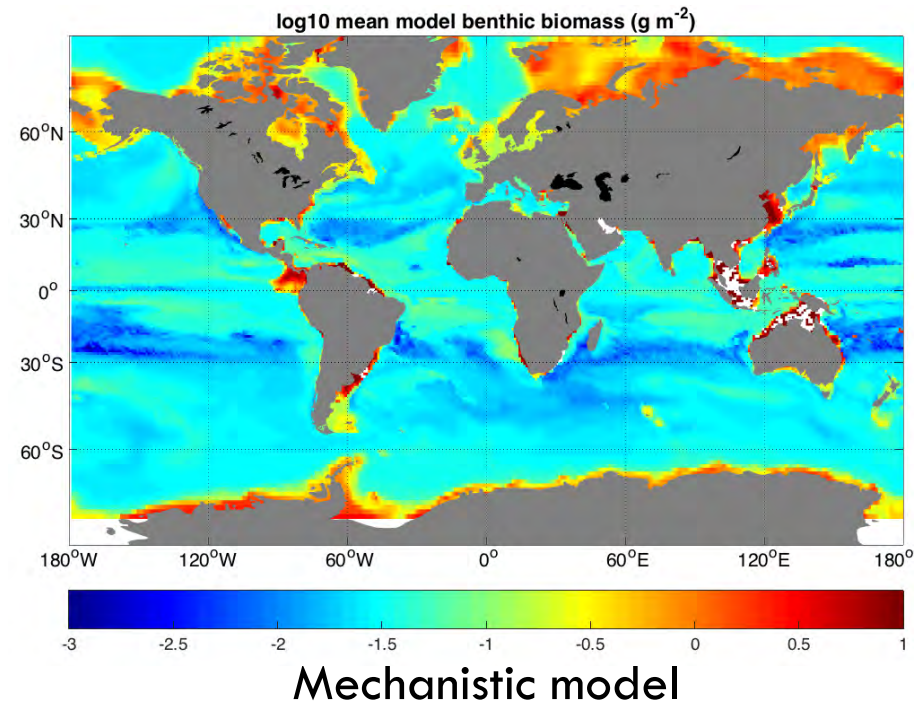 log10 mean model benthic biomass (g m⁻²)
60°N
30°N
0°
30°S
60°S
180°W 120°W 60°W 0° 60°E 120°E 180°
-3 -2.5 -2 -1.5 -1 -0.5 0 0.5 1
Mechanistic model